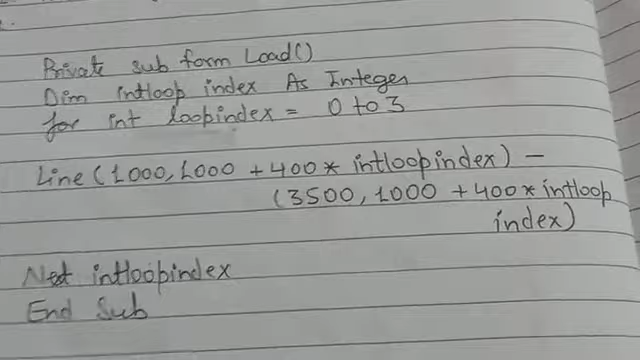 Private sub form Load()
Dim intloop index As Integer
for int loopindex = 0 to 3
Line (1000, 1000 + 400 * intloopindex) -
(3500, 1000 + 400 * intloop
index)
Next intloopindex
End Sub